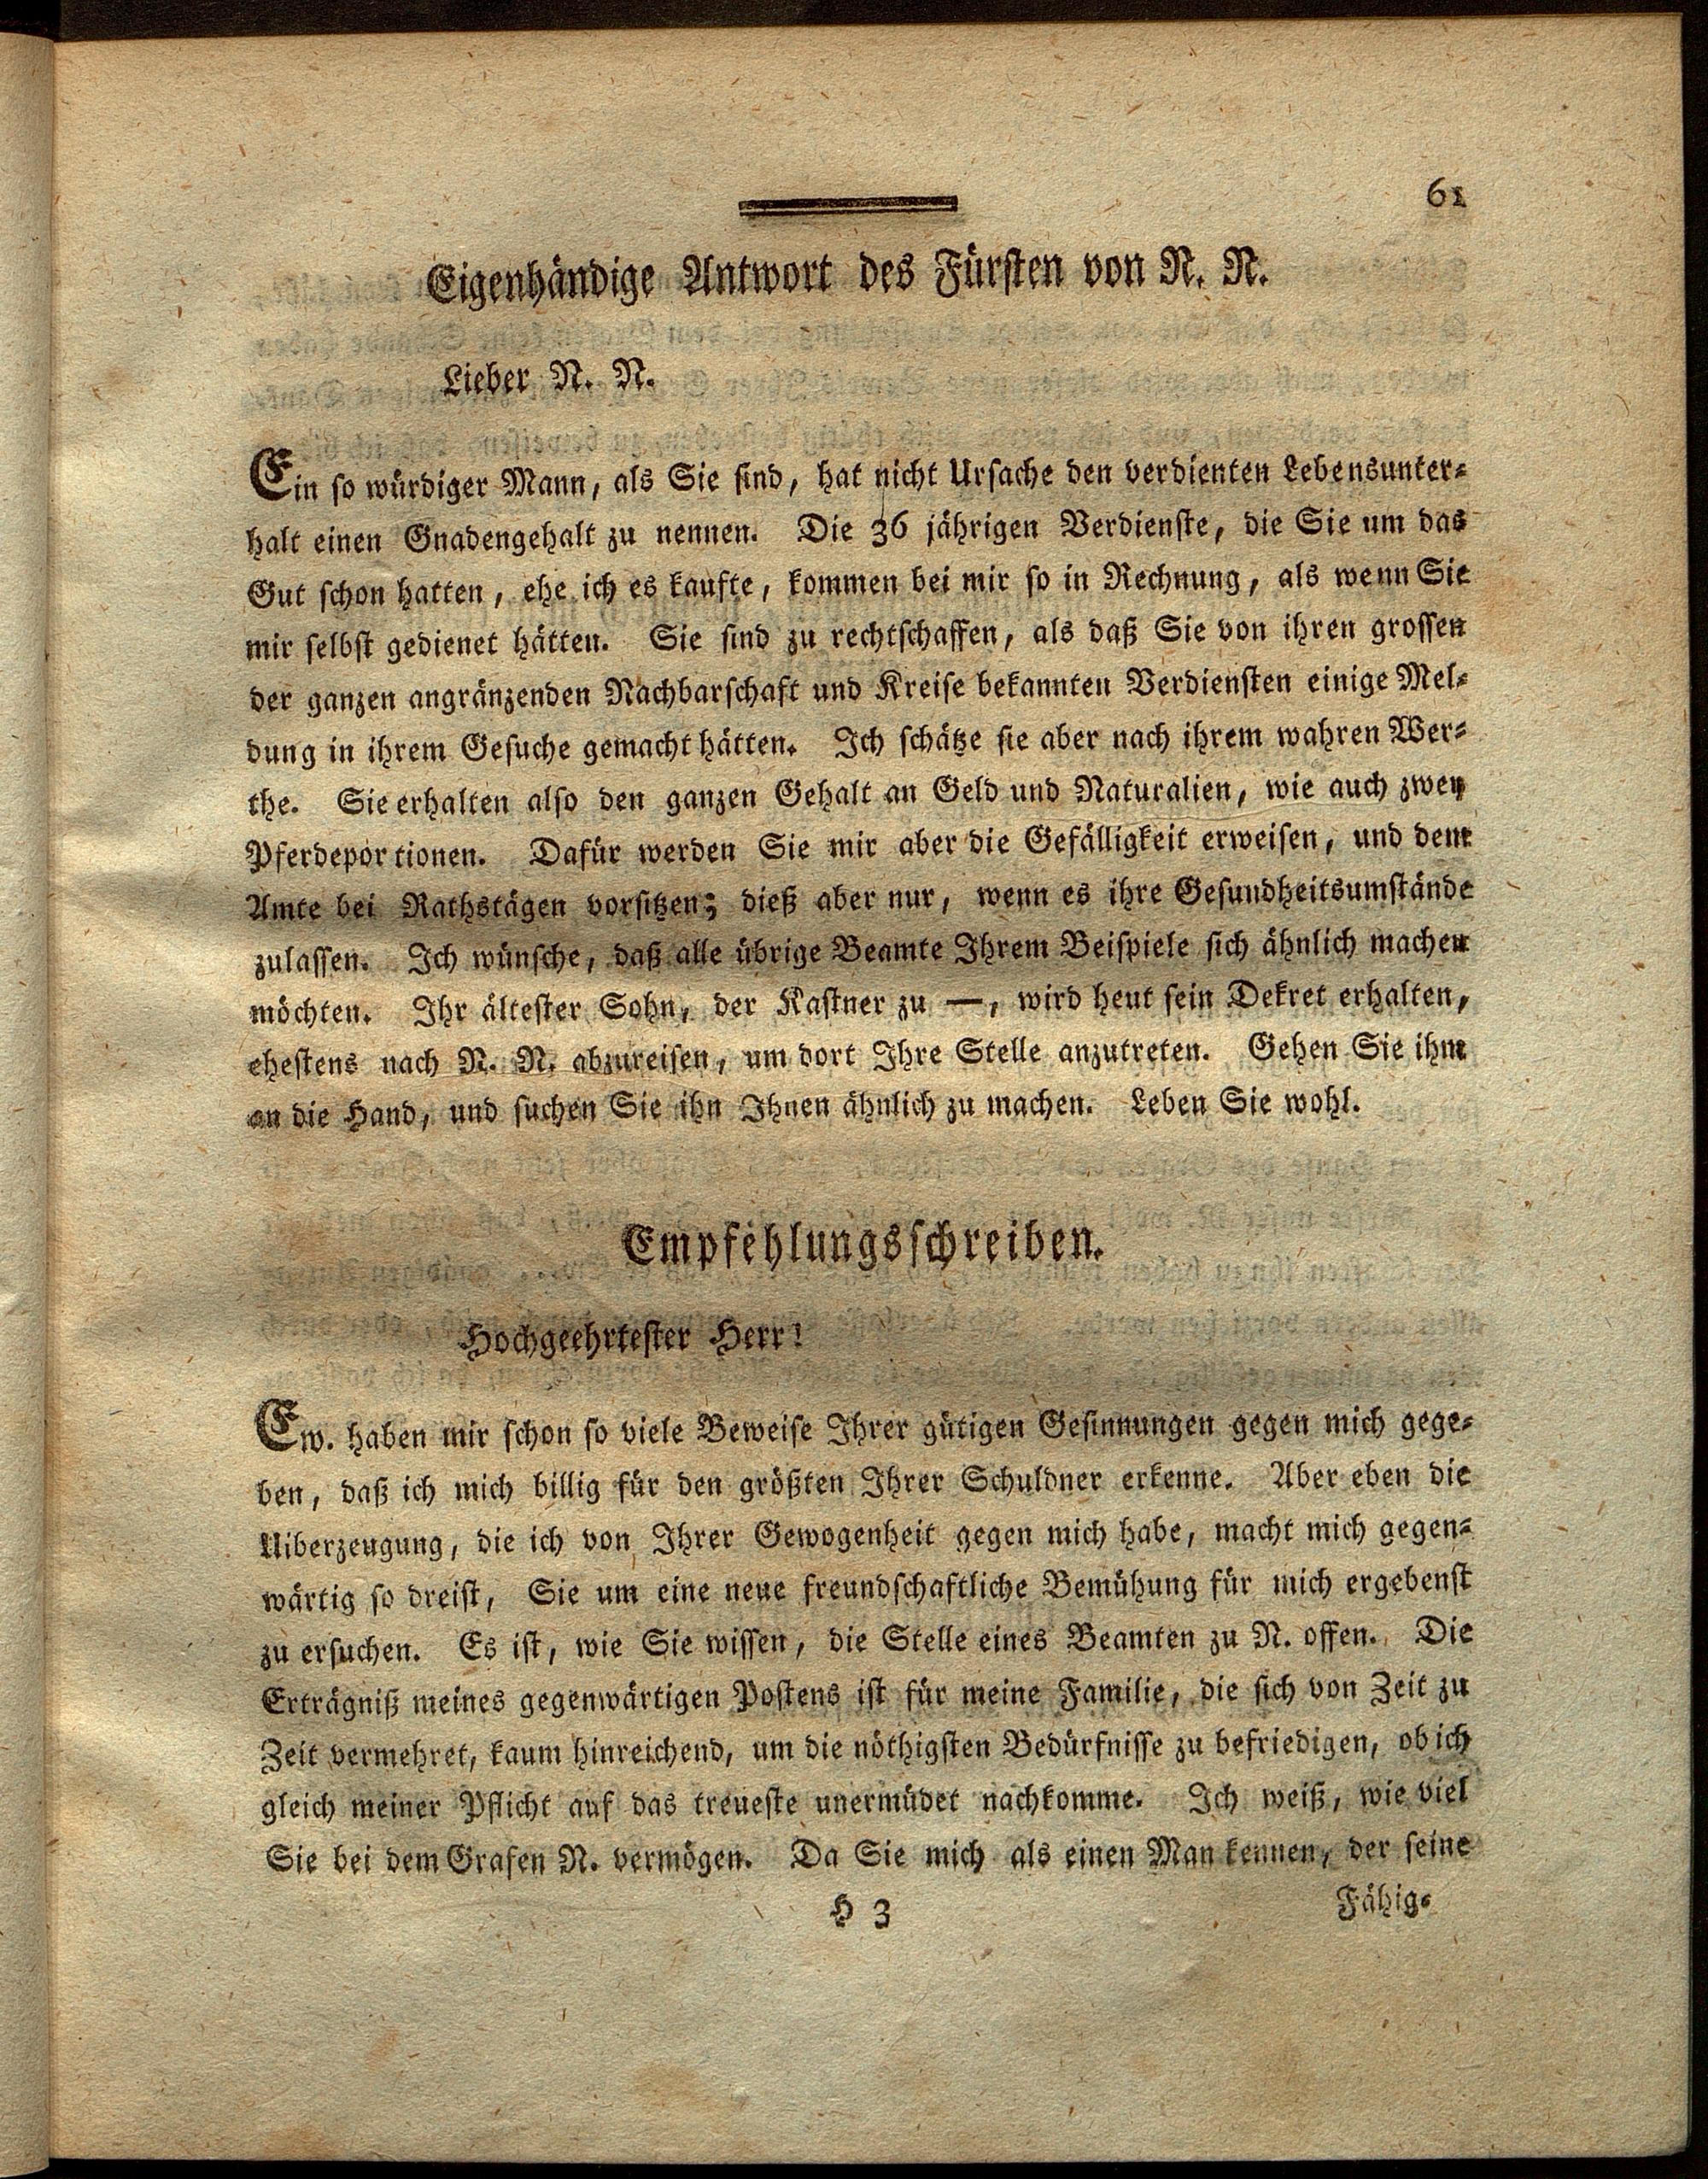 61
Eigenhändige Antwort des Fürsten von N. N.
Lieber N. N.
Ein so würdiger Mann, als Sie sind, hat nicht Ursache den verdienten Lebensunter-
halt einen Gnadengehalt zu nennen. Die 36 jährigen Verdienste, die Sie um das
Gut schon hatten, ehe ich es kaufte, kommen bei mir so in Rechnung, als wenn Sie
mir selbst gedienet hätten. Sie sind zu rechtschaffen, als daß Sie von ihren grossen
der ganzen angränzenden Nachbarschaft und Kreise bekannten Verdiensten einige Mel-
dung in ihrem Gesuche gemacht hätten. Ich schätze sie aber nach ihrem wahren Wer-
the. Sie erhalten also den ganzen Gehalt an Geld und Naturalien, wie auch zwey
Pferdeportionen. Dafür werden Sie mir aber die Gefälligkeit erweisen, und dem
Amte bei Rathstägen vorsitzen; dieß aber nur, wenn es ihre Gesundheitsumstände
zulassen. Ich wünsche, daß alle übrige Beamte Ihrem Beispiele sich ähnlich machen
möchten. Ihr ältester Sohn, der Kastner zu —, wird heut sein Dekret erhalten,
ehestens nach N. N. abzureisen, um dort Ihre Stelle anzutreten. Gehen Sie ihm
an die Hand, und suchen Sie ihn Ihnen ähnlich zu machen. Leben Sie wohl.
Empfehlungsschreiben.
Hochgeehrtester Herr!
Ew. haben mir schon so viele Beweise Ihrer gütigen Gesinnungen gegen mich gege-
ben, daß ich mich billig für den größten Ihrer Schuldner erkenne. Aber eben die
Uiberzeugung, die ich von Ihrer Gewogenheit gegen mich habe, macht mich gegen-
wärtig so dreist, Sie um eine neue freundschaftliche Bemühung für mich ergebenst
zu ersuchen. Es ist, wie Sie wissen, die Stelle eines Beamten zu N. offen. Die
Erträgniß meines gegenwärtigen Postens ist für meine Familie, die sich von Zeit zu
Zeit vermehret, kaum hinreichend, um die nöthigsten Bedürfnisse zu befriedigen, ob ich
gleich meiner Pflicht auf das treueste unermüdet nachkomme. Ich weiß, wie viel
Sie bei dem Grafen N. vermögen. Da Sie mich als einen Man kennen, der seine
H 3
Fähig-